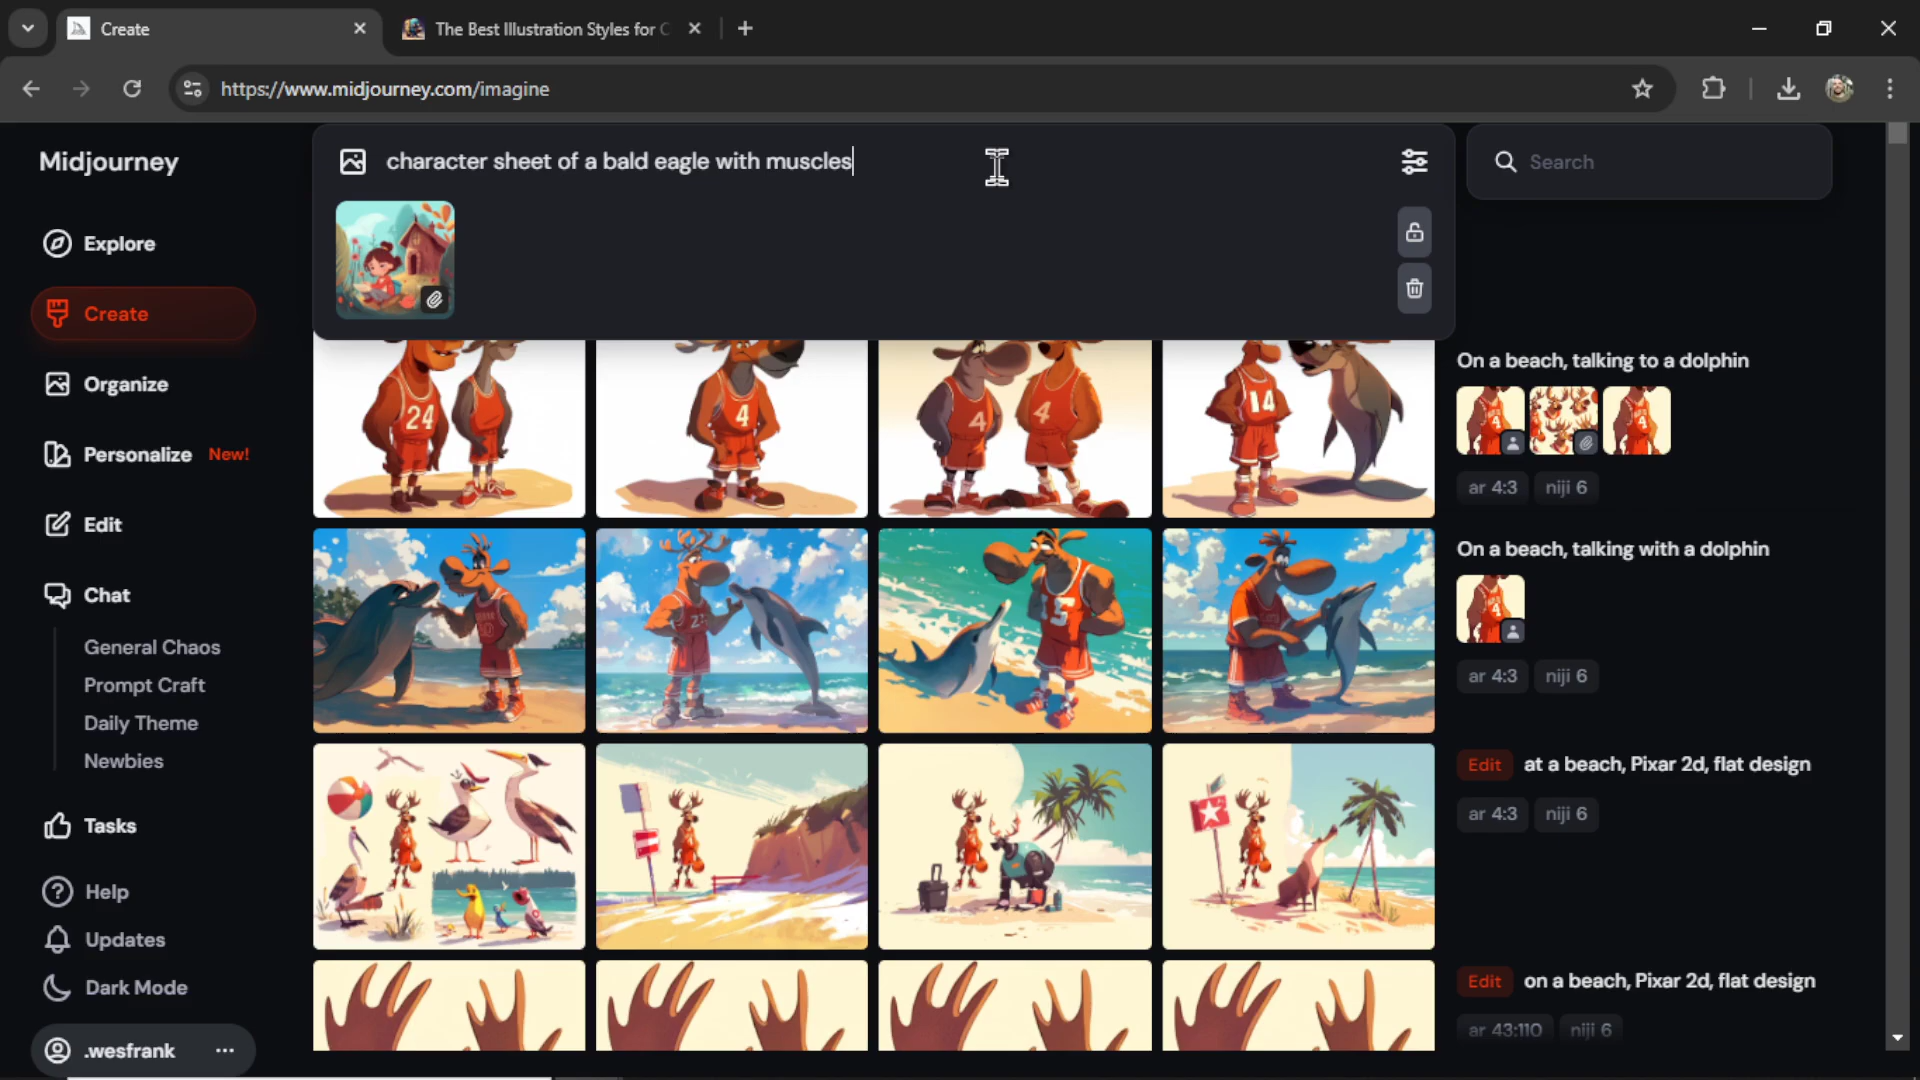 Create
The Best Illustration Styles for C
https://www.midjourney.com/imagine
Midjourney
character sheet of a bald eagle with muscles
Search
Explore
Create
Organize
Personalize New!
Edit
Chat
General Chaos
Prompt Craft
Daily Theme
Newbies
Tasks
Help
Updates
Dark Mode
.wesfrank
24
4
4
4
14
15
On a beach, talking to a dolphin
ar 4:3 niji 6
On a beach, talking with a dolphin
ar 4:3 niji 6
Edit at a beach, Pixar 2d, flat design
ar 4:3 niji 6
Edit on a beach, Pixar 2d, flat design
ar 43:110 niji 6